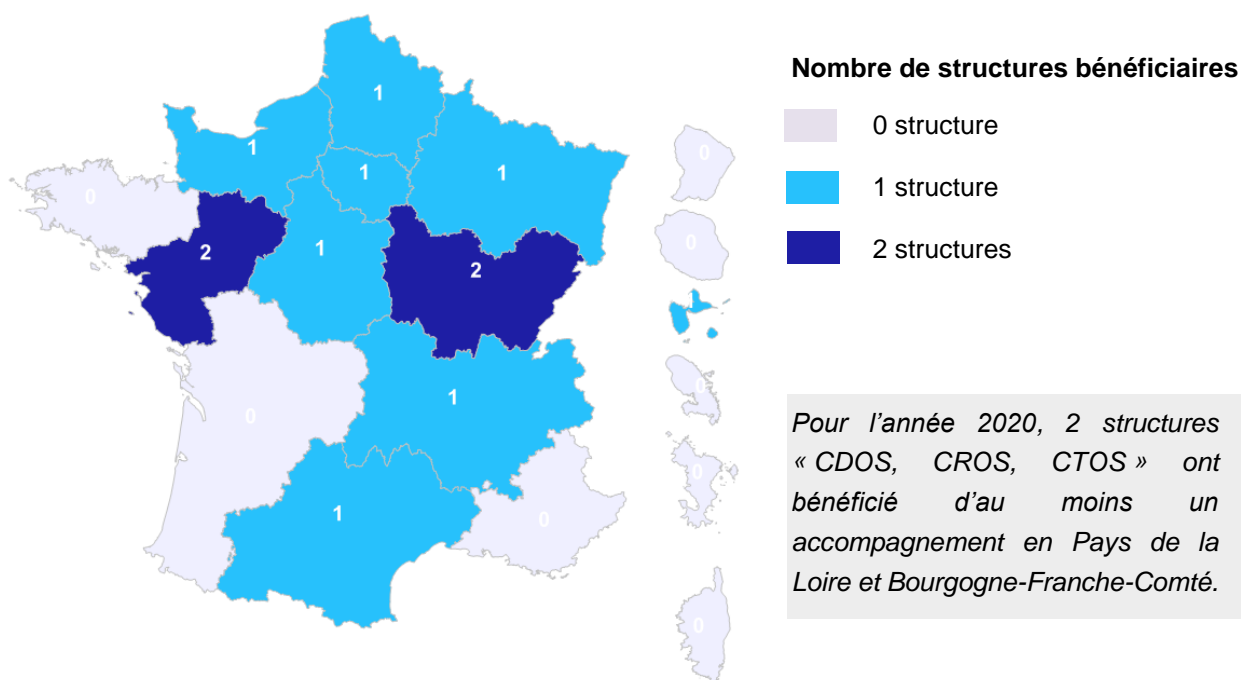 1
1
1
1
0
2
1
2
0
1
1
0
0
0
1
0
0
0
Nombre de structures bénéficiaires
0 structure
1 structure
2 structures
Pour l’année 2020, 2 structures
« CDOS, CROS, CTOS » ont
bénéficié d’au moins un
accompagnement en Pays de la
Loire et Bourgogne-Franche-Comté.